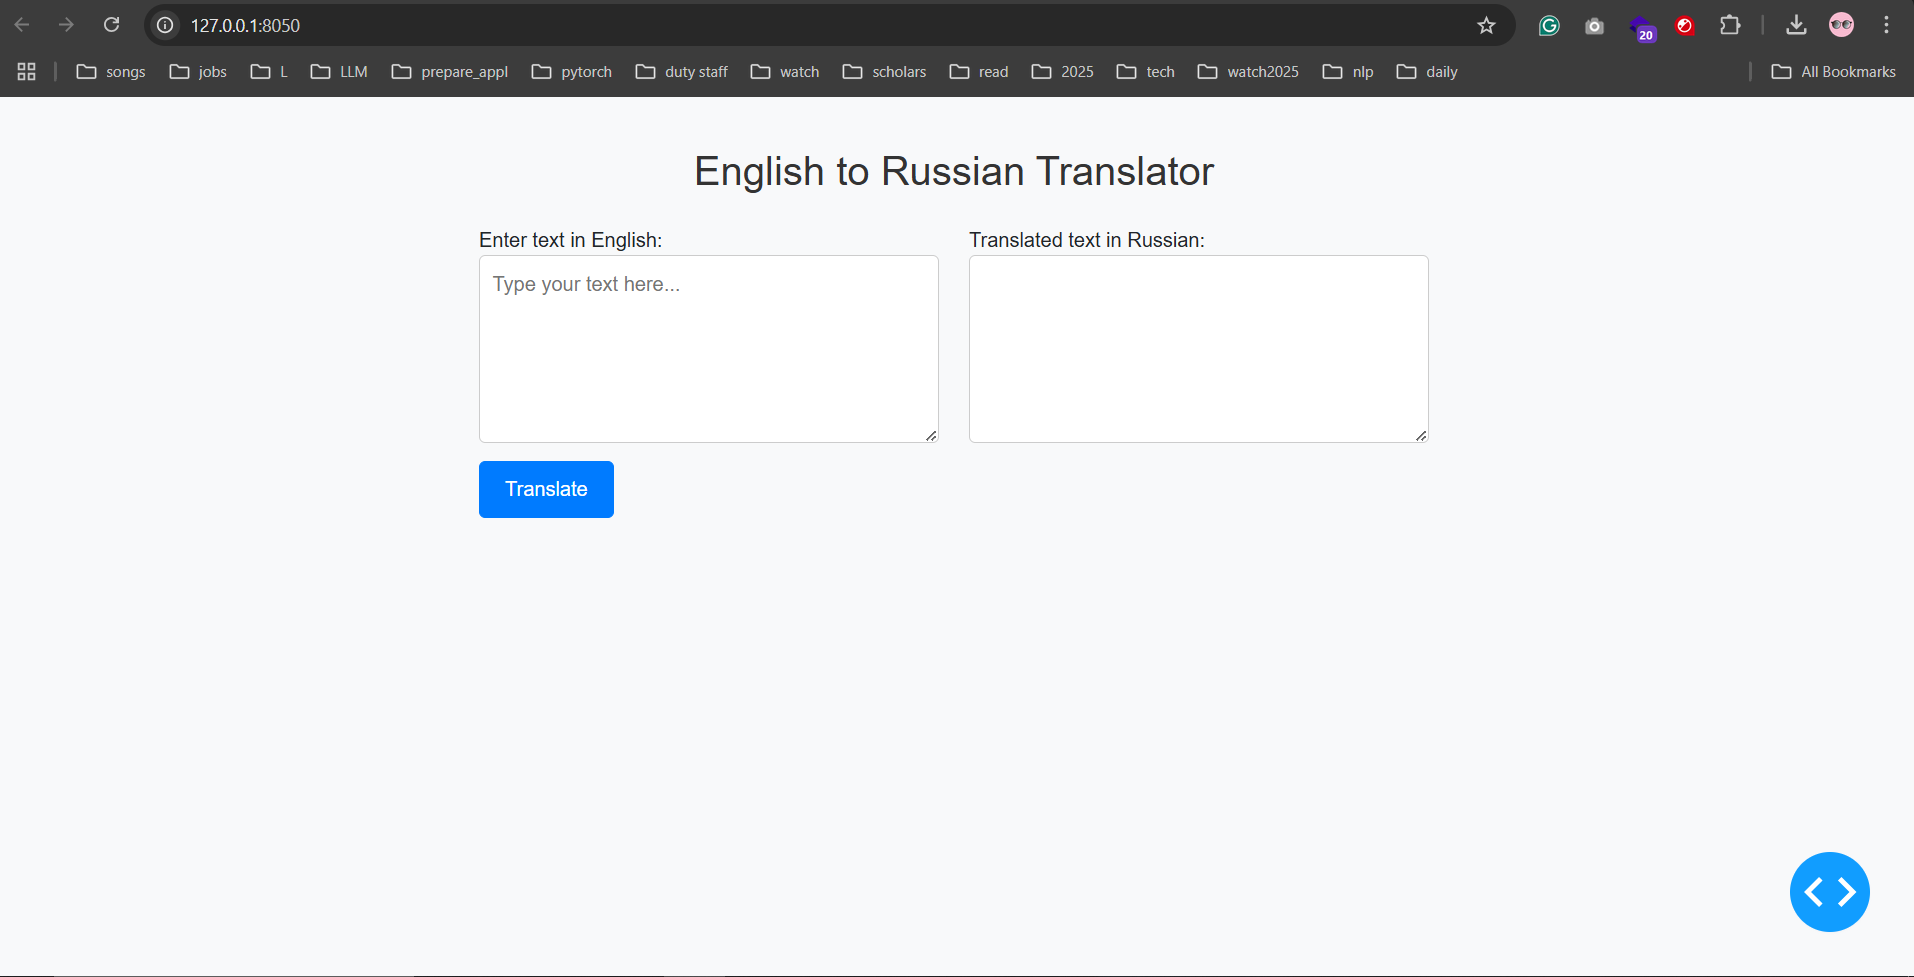 127.0.0.1:8050
20
songs jobs L LLM prepare_appl pytorch duty staff watch scholars read 2025 tech watch2025 nlp daily All Bookmarks
English to Russian Translator
Enter text in English: Translated text in Russian:
Type your text here...
Translate